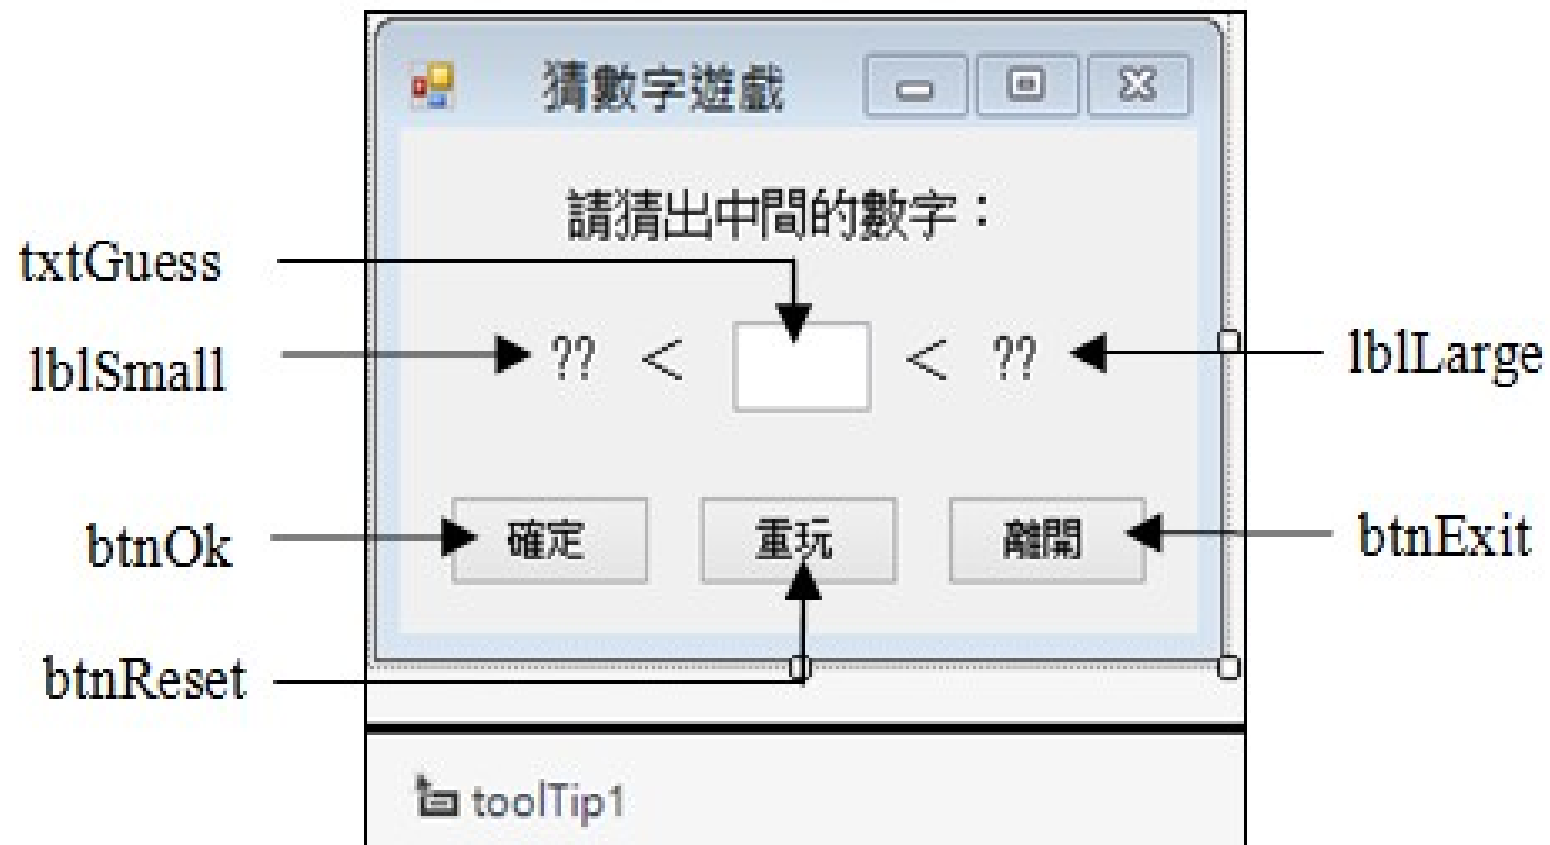 猜數字遊戲
請猜出中間的數字：
txtGuess
lblSmall
?? < < ??
lblLarge
btnOk
確定 重玩 離開
btnExit
btnReset
toolTip1